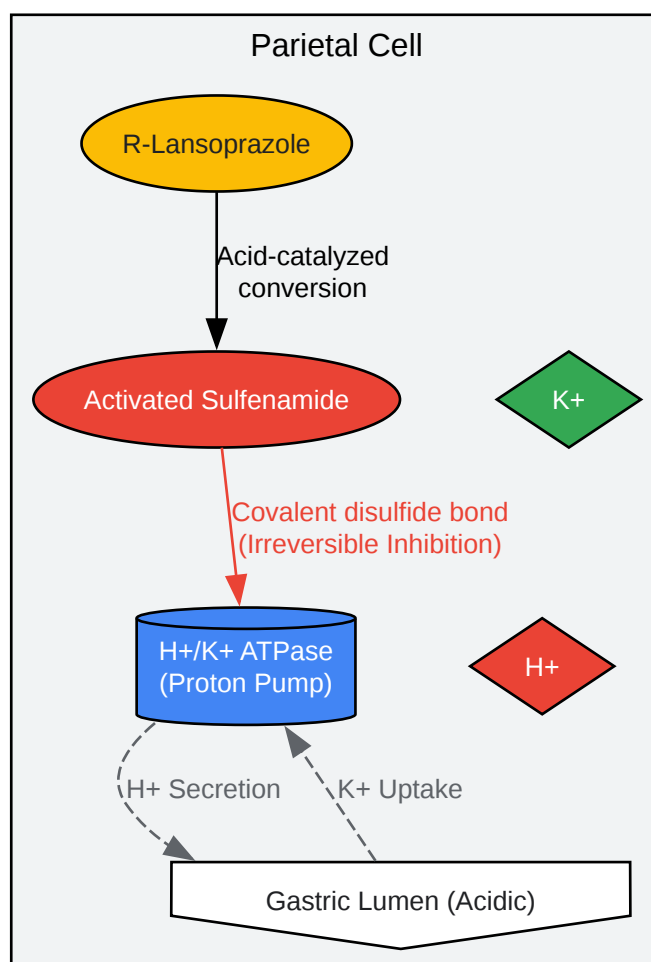 Parietal Cell
R-Lansoprazole
Acid-catalyzed
conversion
Activated Sulfenamide
K+
Covalent disulfide bond
(Irreversible Inhibition)
H+/K+ ATPase
(Proton Pump)
H+
H+ Secretion
K+ Uptake
Gastric Lumen (Acidic)